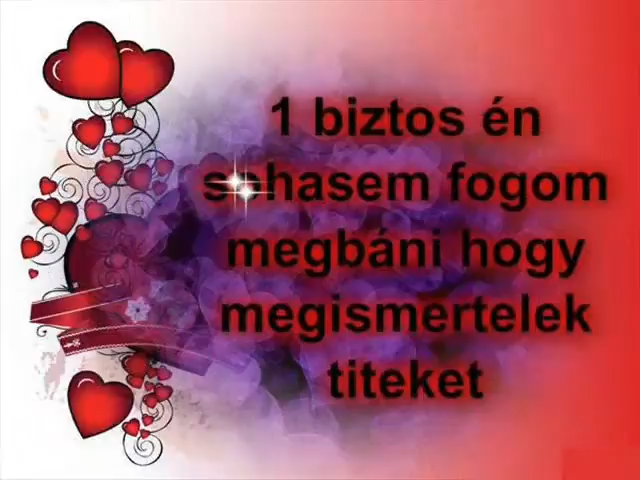 1 biztos én
sohasem fogom
megbáni hogy
megismertelek
titeket